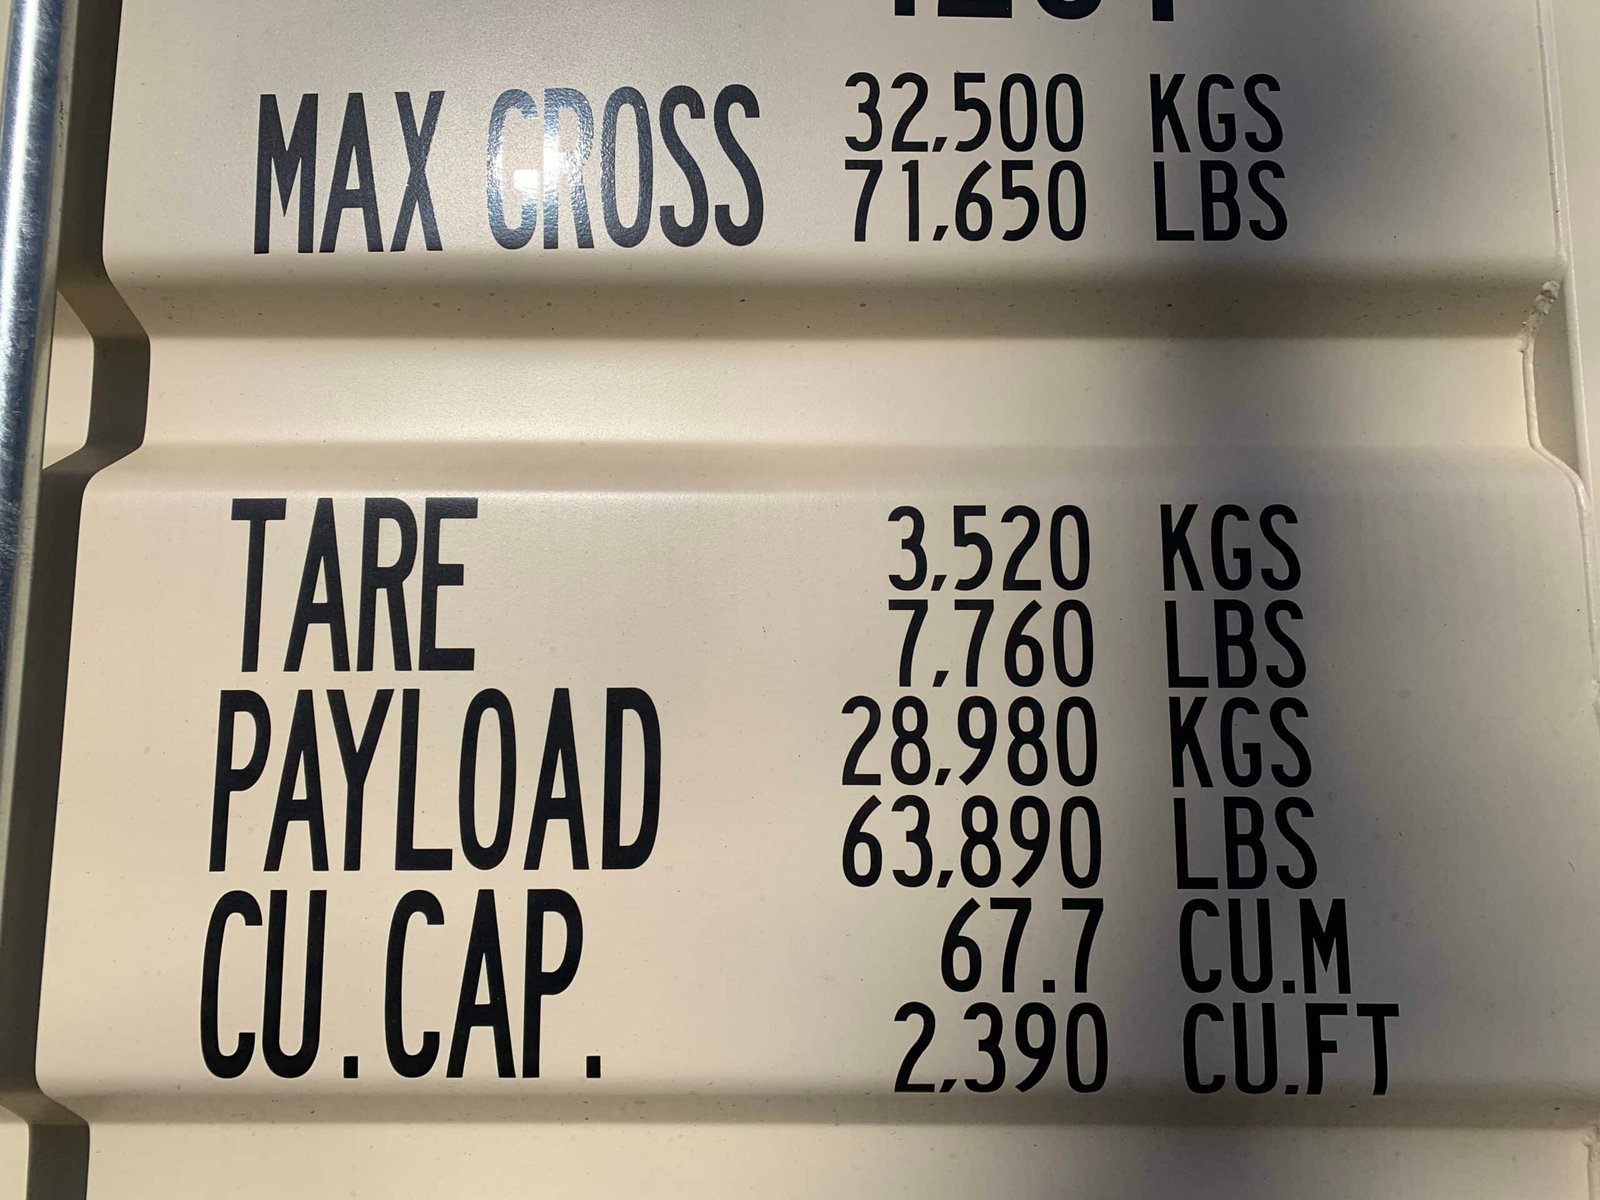 MAX GROSS 32,500 KGS
71,650 LBS
TARE 3,520 KGS
7,760 LBS
PAYLOAD 28,980 KGS
63,890 LBS
CU.CAP. 67.7 CU.M
2,390 CU.FT